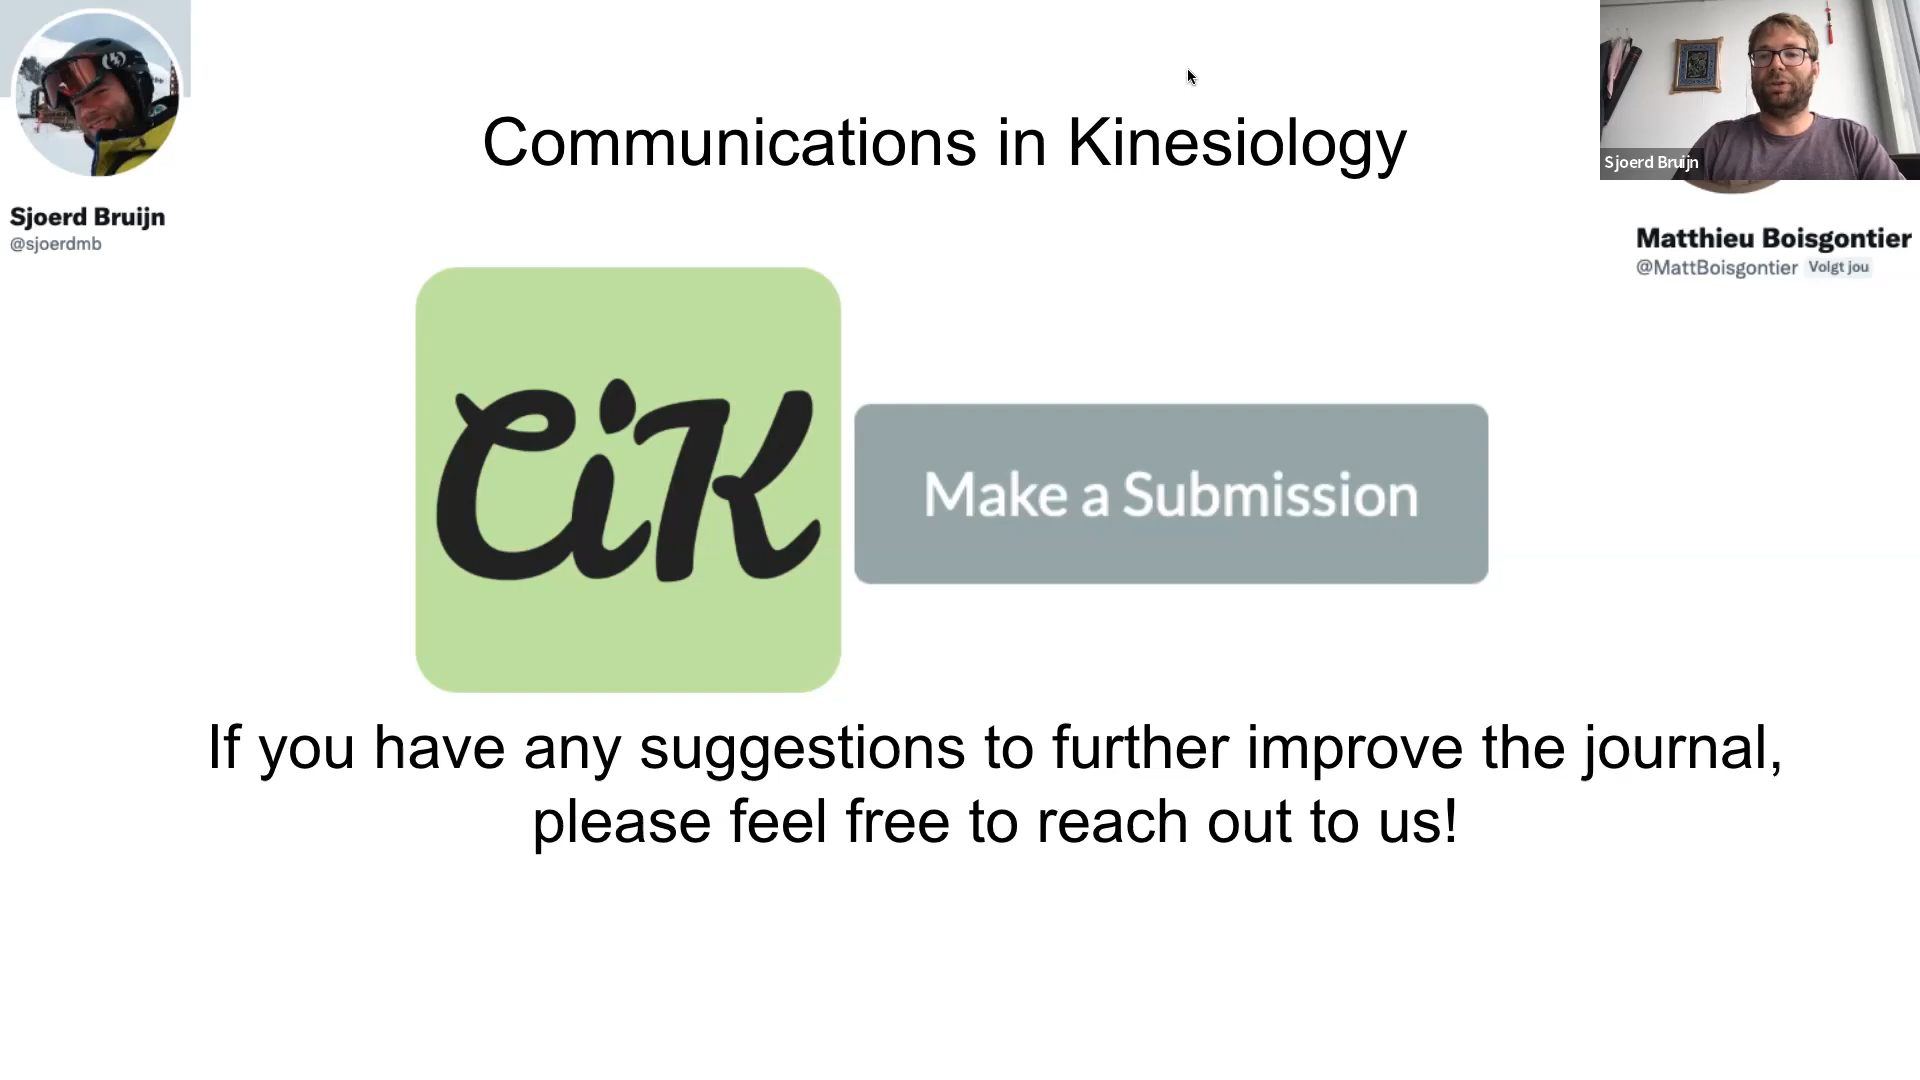 Communications in Kinesiology
Sjoerd Bruijn
Sjoerd Bruijn
@sjoerdmb
Matthieu Boisgontier
@MattBoisgontier Volgt jou
CiK
Make a Submission
If you have any suggestions to further improve the journal,
please feel free to reach out to us!